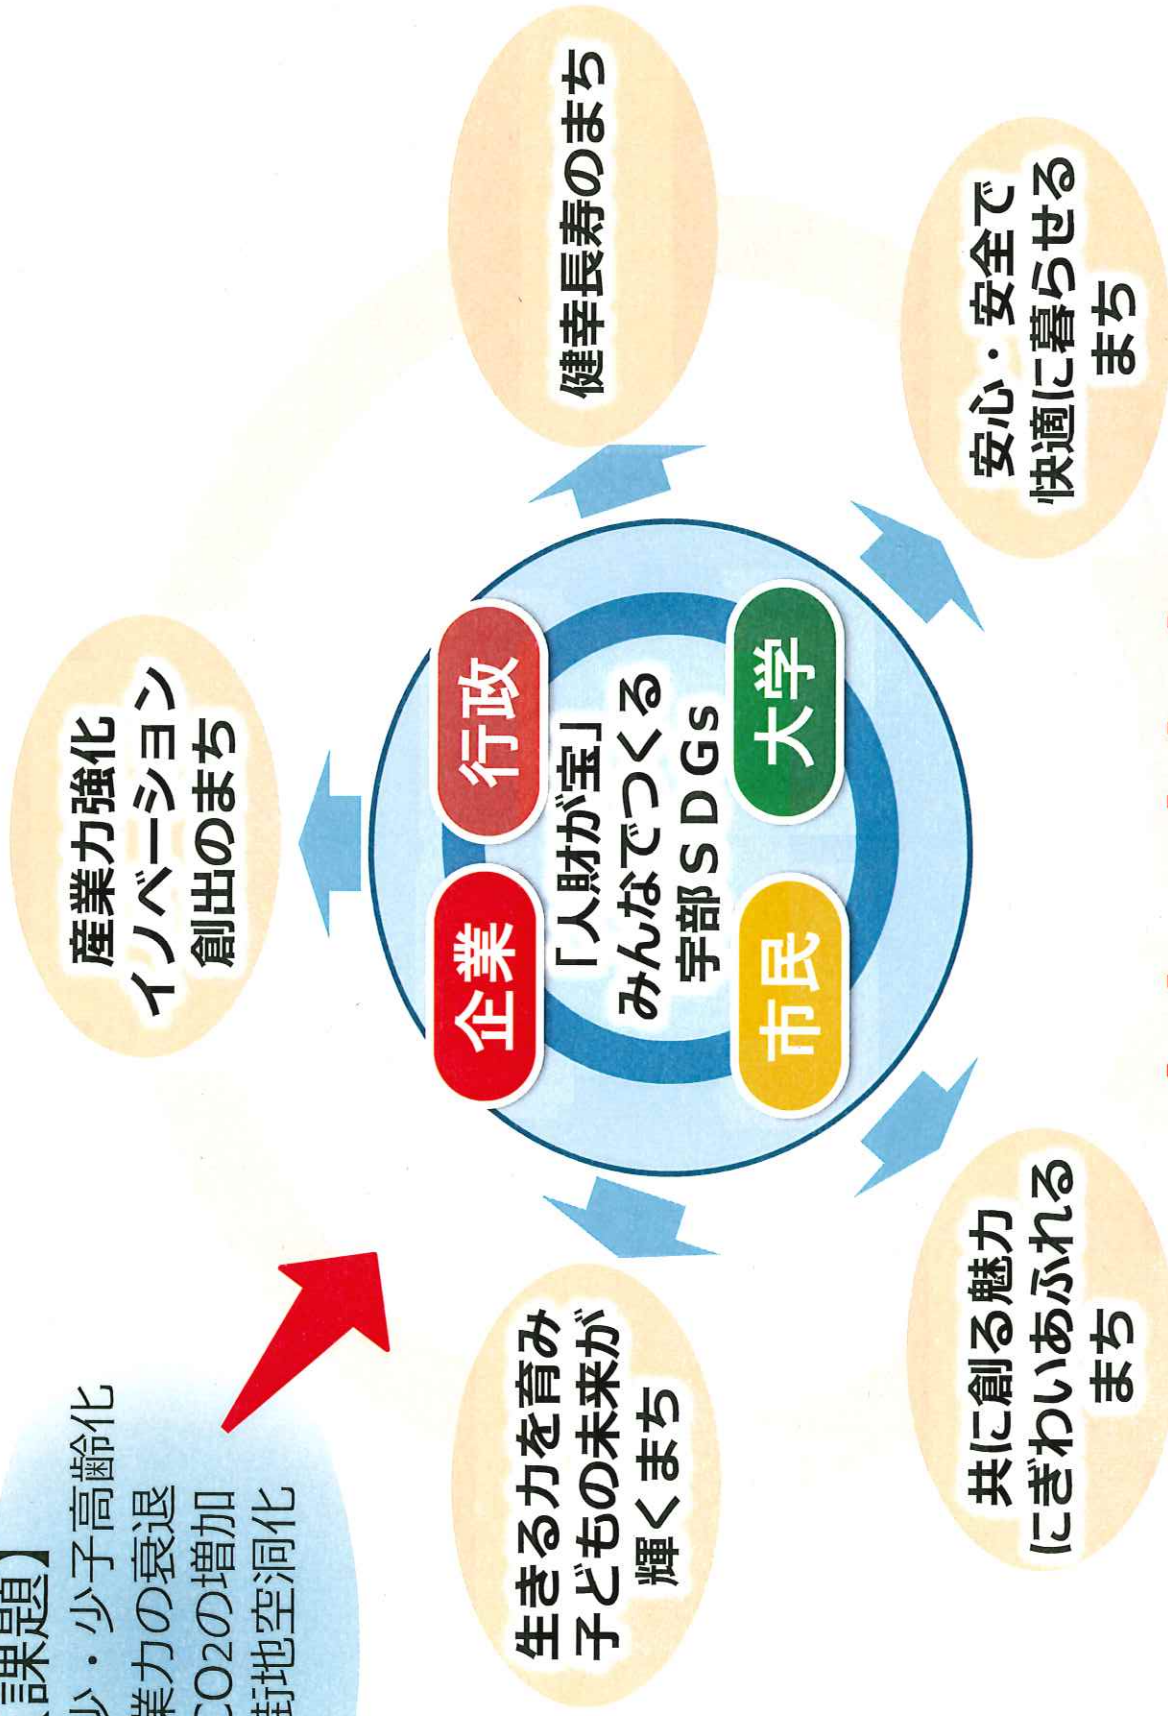 課題】
少・少子高齢化
業力の衰退
CO2の増加
街地空洞化
産業力強化
イノベーション
創出のまち
健幸長寿のまち
安心・安全で
快適に暮らせる
まち
共に創る魅力
にぎわいあふれる
まち
生きる力を育み
子どもの未来が
輝くまち
企業
行政
「人財が宝」
みんなでつくる
宇部SDGs
市民
大学